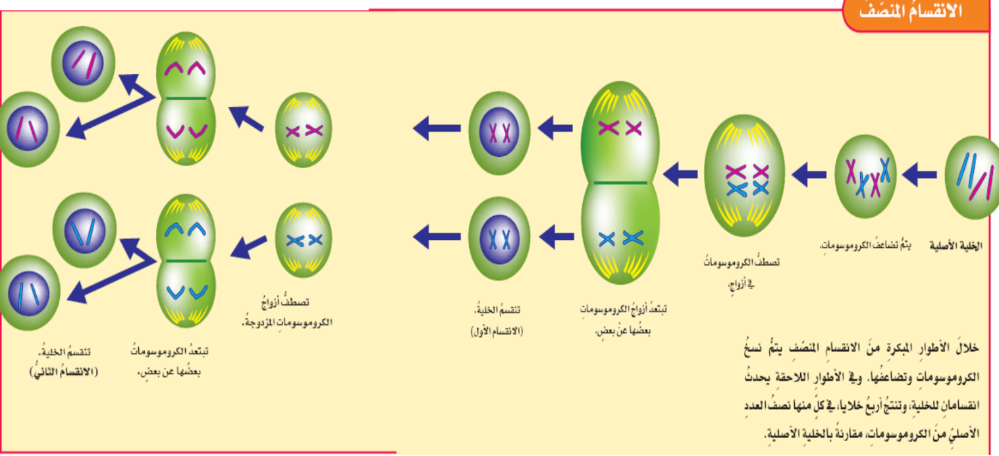 الانقسامُ المنصّفُ
الخلية الأصلية
يتمُّ تضاعفُ الكروموسوماتِ.
تصطفُّ الكروموسوماتُ
في أزواجٍ.
تبتعدُ أزواجُ الكروموسوماتِ
بعضُها عنْ بعضٍ.
تنقسمُ الخليةُ.
(الانقسام الأول)
تصطفُّ أزواجُ
الكروموسوماتِ المزدوجةُ.
تبتعدُ الكروموسوماتُ
بعضُها عن بعضٍ.
تنقسمُ الخليةُ.
(الانقسامُ الثانيُّ)
خلالَ الأطوارِ المبكرةِ منَ الانقسامِ المنصّفِ يتمُّ نسخُ
الكروموسوماتِ وتضاعفُها. وفي الأطوارِ اللاحقةِ يحدثُ
انقسامانِ للخليةِ، وتنتجُ أربعُ خلايا، في كلٍّ منها نصفُ العددِ
الأصليِّ منَ الكروموسوماتِ، مقارنةً بالخليةِ الأصليةِ.